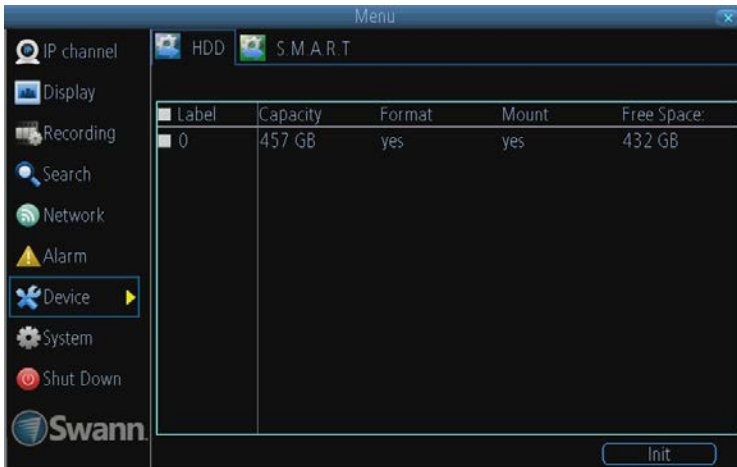 Menu
IP channel
Display
Recording
Search
Network
Alarm
Device
System
Shut Down
Swann
HDD S.M.A.R.T
Label Capacity Format Mount Free Space:
0 457 GB yes yes 432 GB
Init